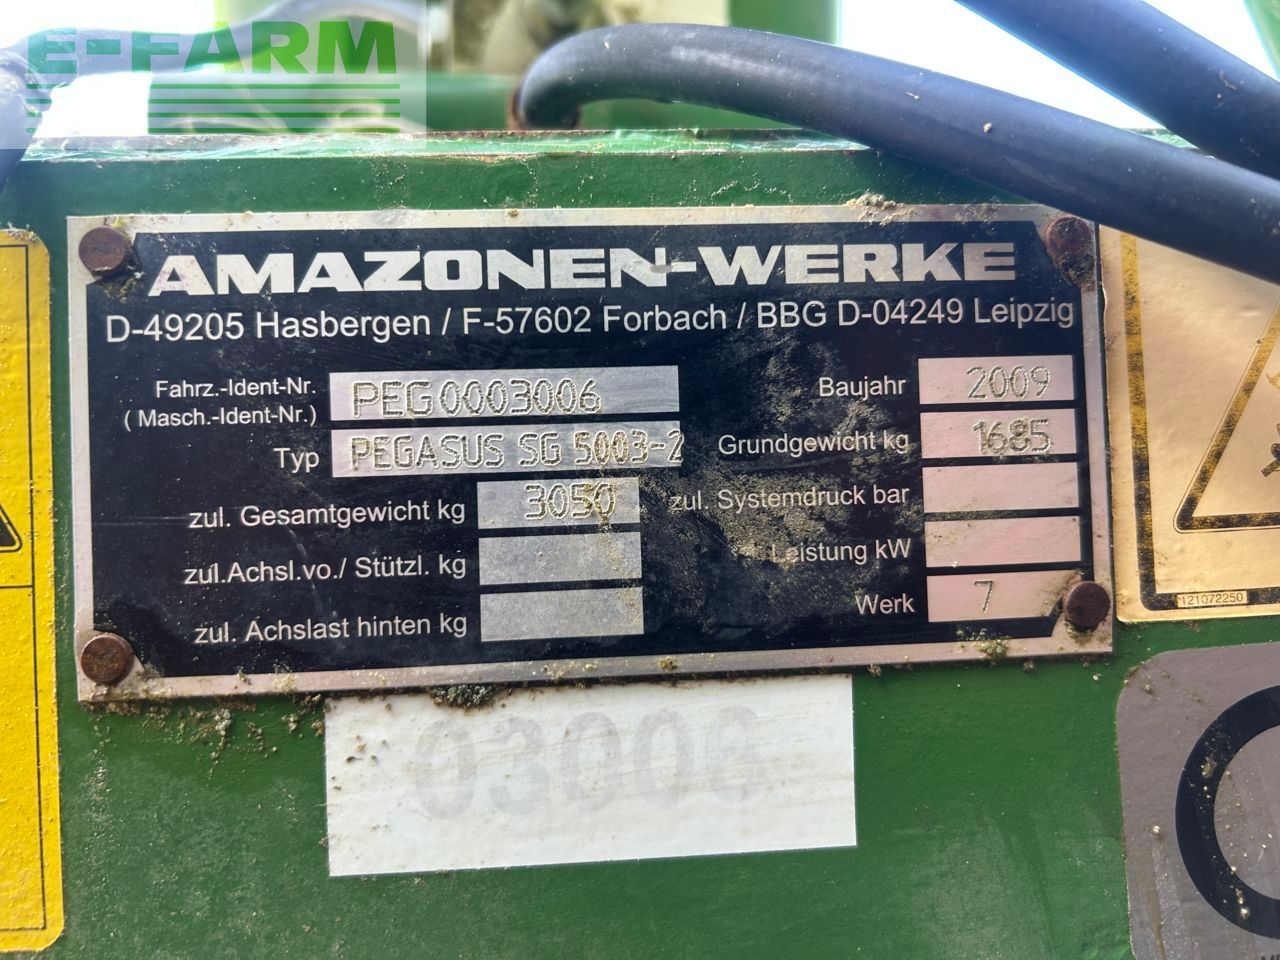 E-FARM
AMAZONEN-WERKE
D-49205 Hasbergen / F-57602 Forbach / BBG D-04249 Leipzig
Fahrz.-Ident-Nr.
( Masch.-Ident-Nr.) PEG0003006
Typ PEGASUS SG 5003-2
zul. Gesamtgewicht kg 3050
zul.Achsl.vo./ Stützl. kg
zul. Achslast hinten kg
Baujahr 2009
Grundgewicht kg 1685
zul. Systemdruck bar
Leistung kW
Werk 7
121072250
03006